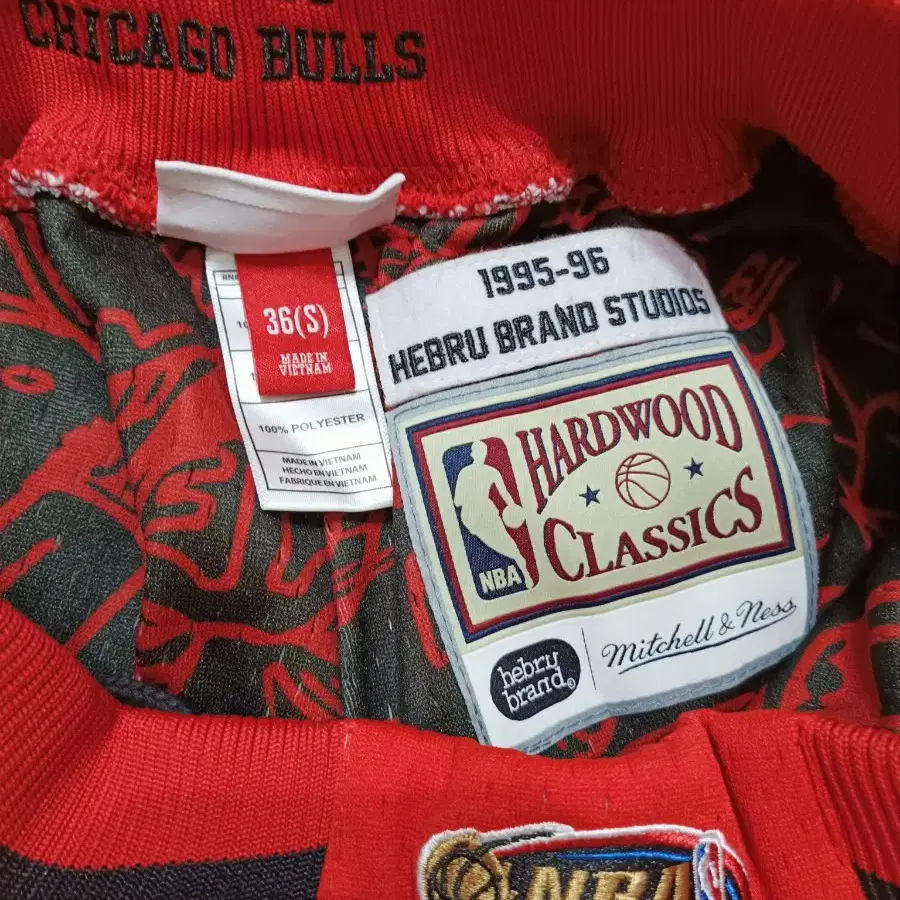 CHICAGO BULLS
36(S)
MADE IN
VIETNAM
100% POLYESTER
MADE IN VIETNAM
HECHO EN VIETNAM
FABRIQUE EN VIETNAM
1995-96
HEBRU BRAND STUDIOS
HARDWOOD
CLASSICS
NBA
hebru
brand
Mitchell & Ness
NBA